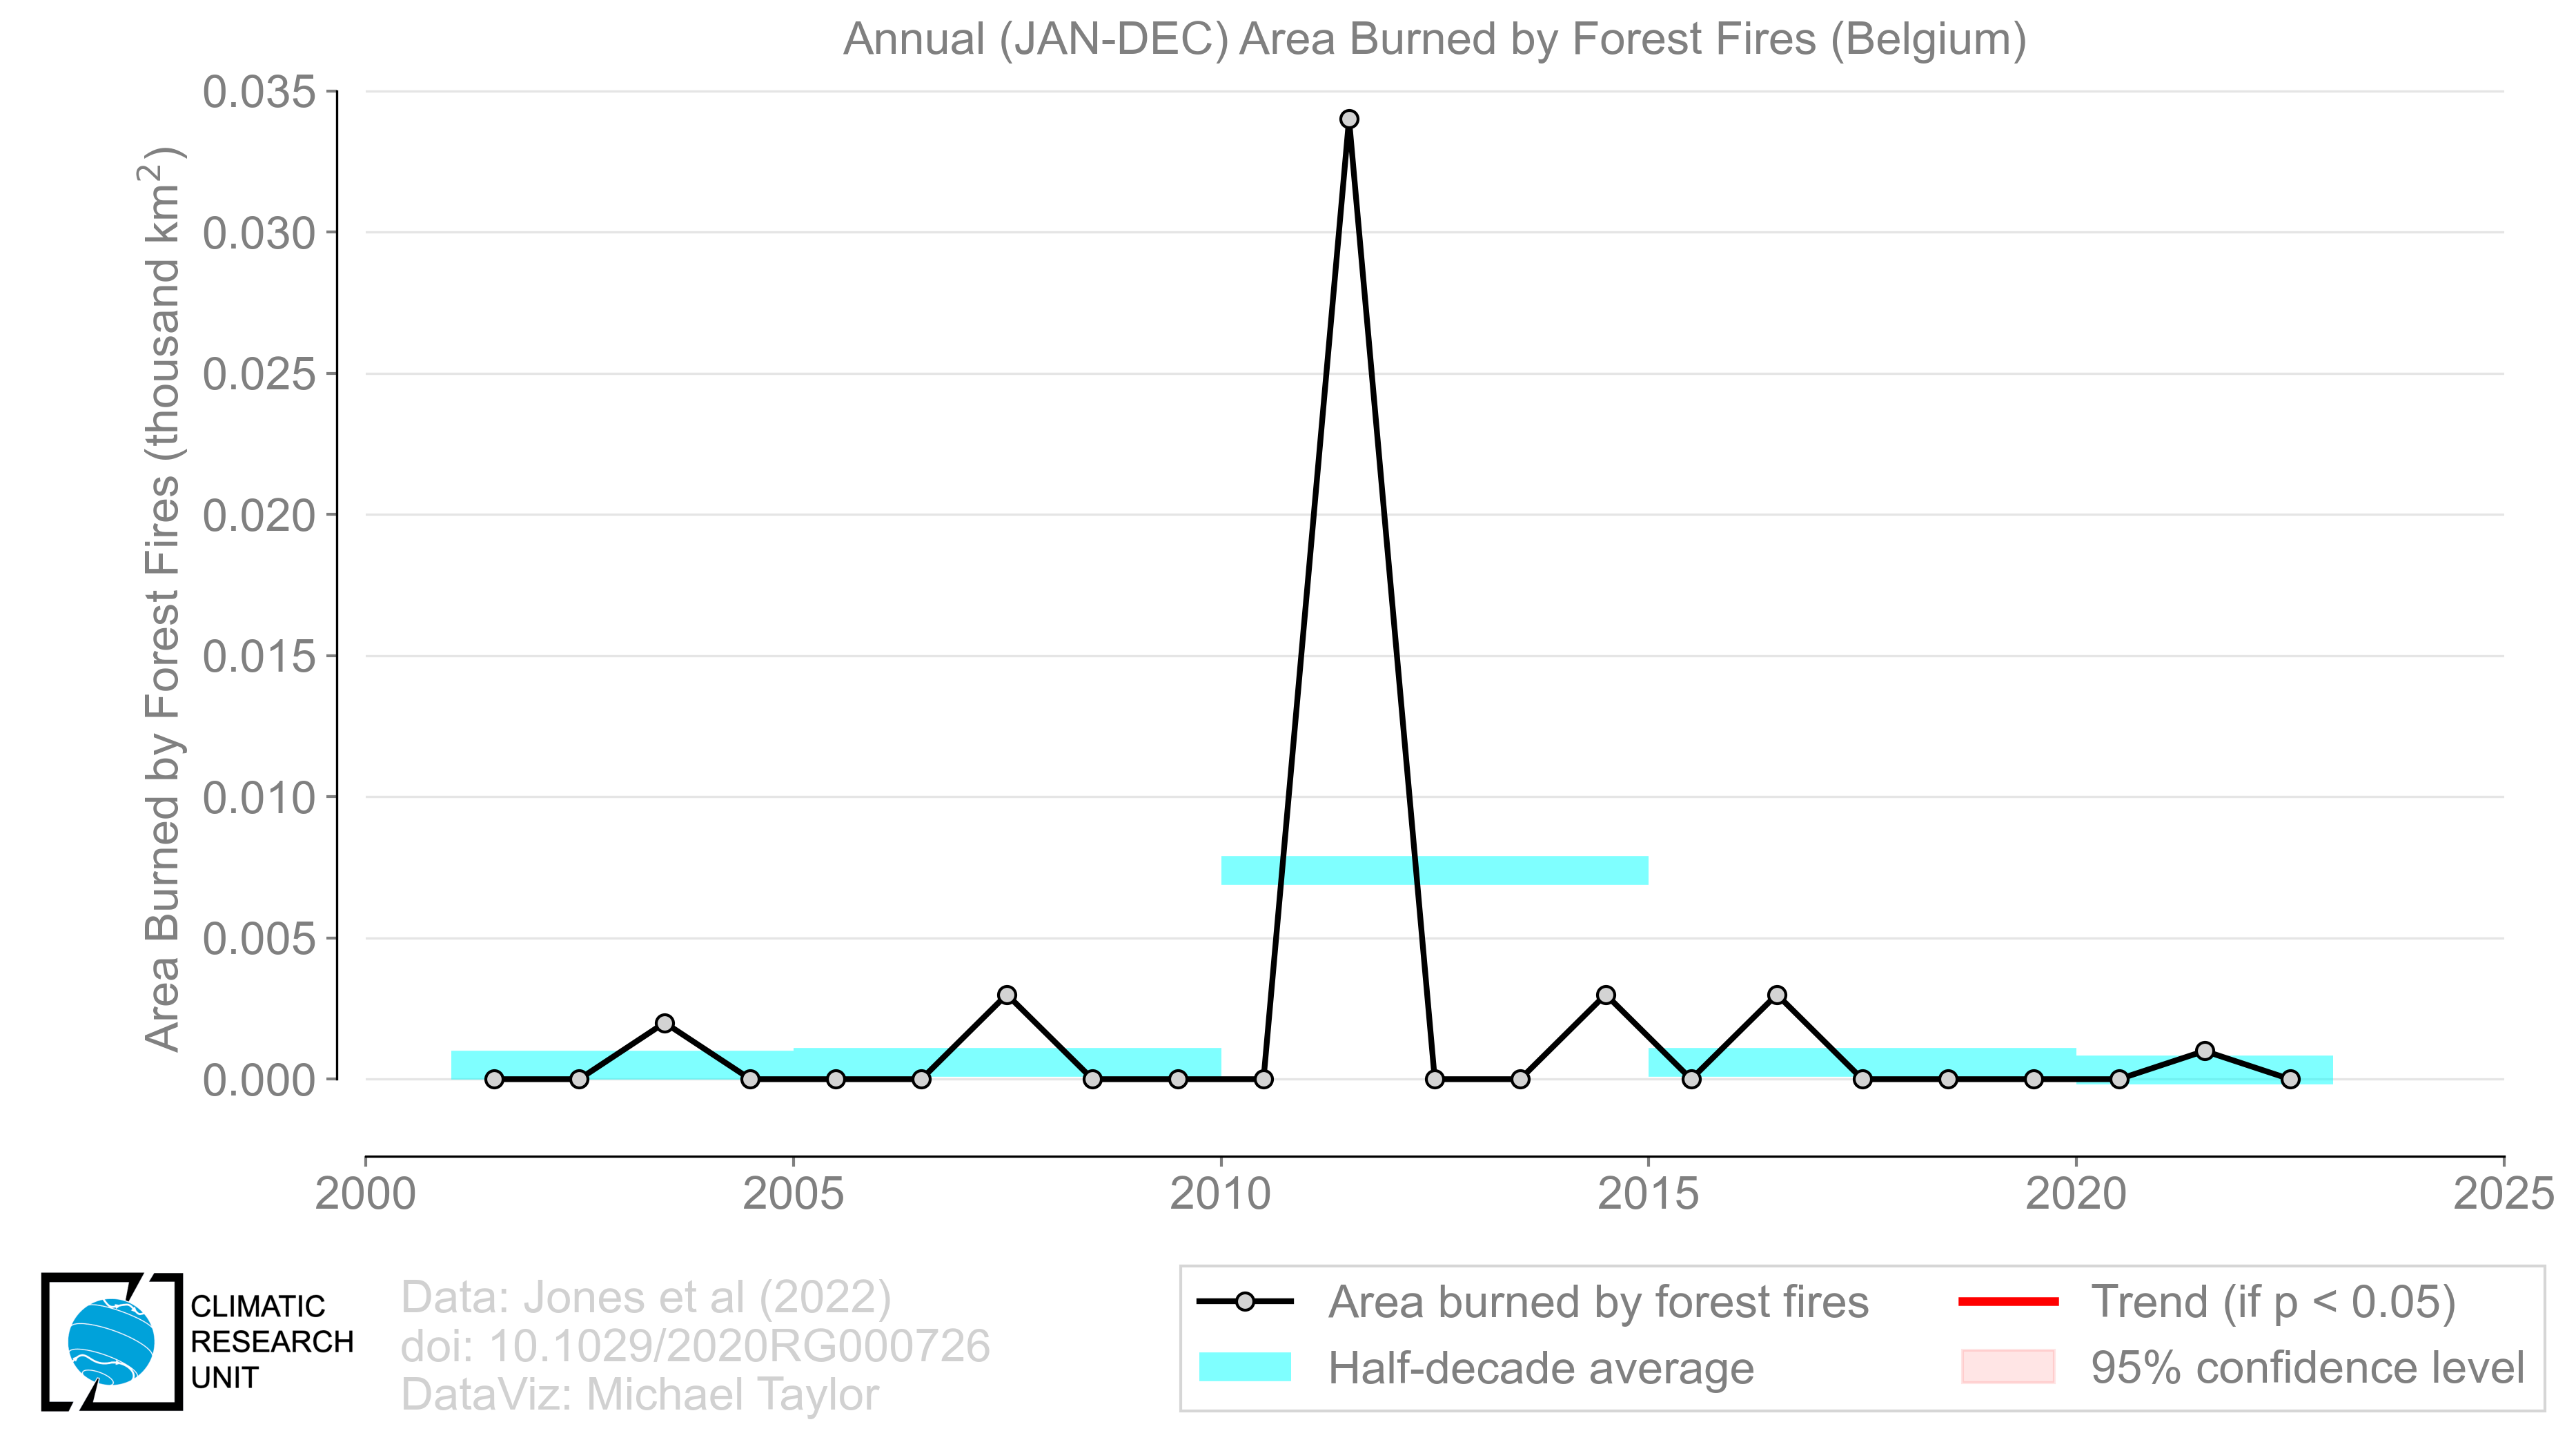 Annual (JAN-DEC) Area Burned by Forest Fires (Belgium)
Area Burned by Forest Fires (thousand km²)
0.035
0.030
0.025
0.020
0.015
0.010
0.005
0.000
2000
2005
2010
2015
2020
2025
CLIMATIC
RESEARCH
UNIT
Data: Jones et al (2022)
doi: 10.1029/2020RG000726
DataViz: Michael Taylor
Area burned by forest fires
Half-decade average
Trend (if p < 0.05)
95% confidence level